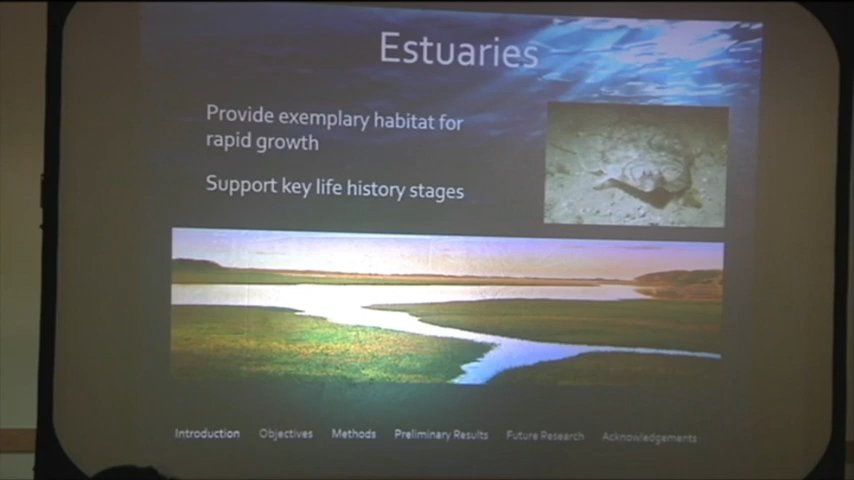 Estuaries
Provide exemplary habitat for
rapid growth
Support key life history stages
Introduction Objectives Methods Preliminary Results Future Research Acknowledgements